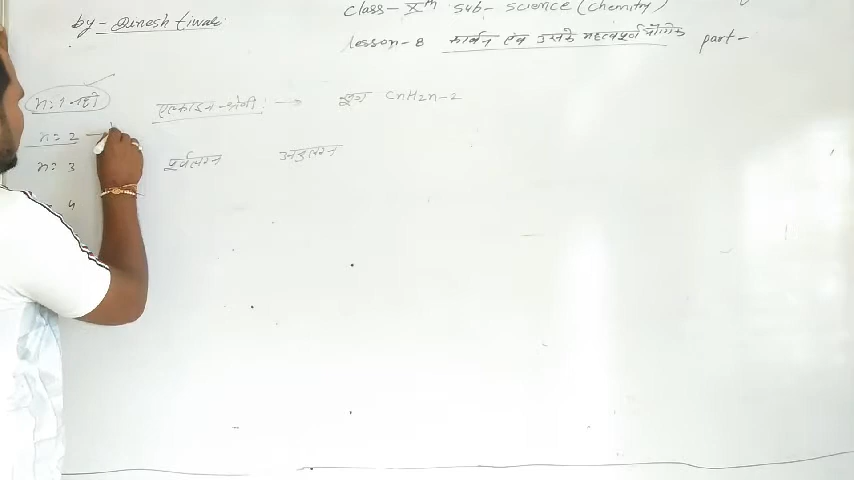 by- Dinesh tiwari
Class- Xth Sub- Science (Chemistry)
lesson-8 कार्बन एवं उसके महत्वपूर्ण यौगिक part-
n=1 नहीं
एल्काइन-श्रेणी: → सूत्र CnH2n-2
n=2
n=3 पूर्वलग्न अनुलग्न
4